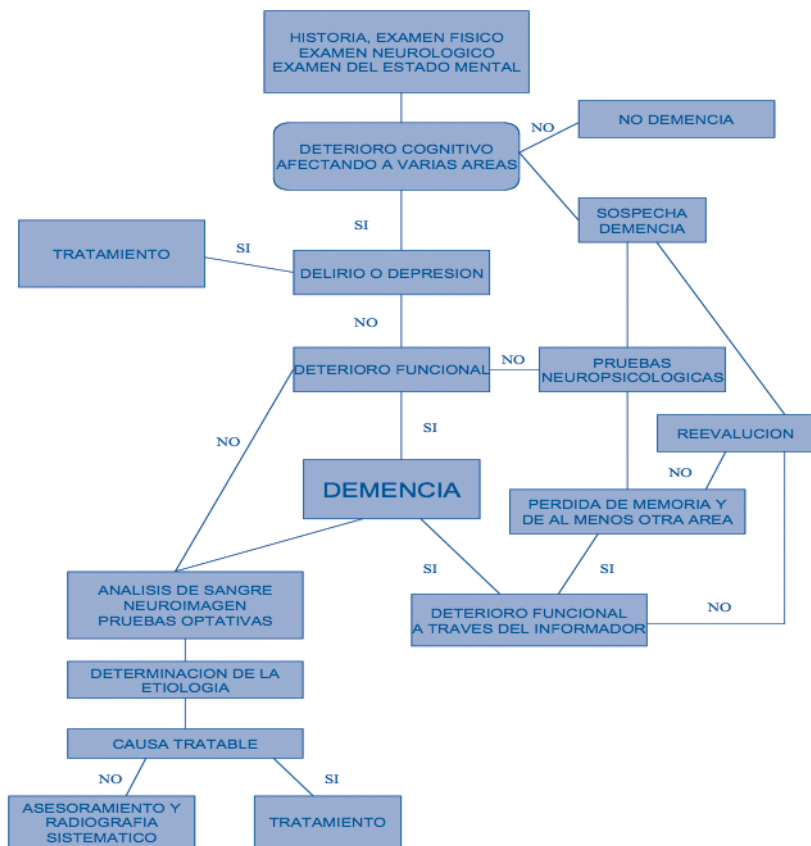 HISTORIA, EXAMEN FISICO
EXAMEN NEUROLOGICO
EXAMEN DEL ESTADO MENTAL
NO
NO DEMENCIA
DETERIORO COGNITIVO
AFECTANDO A VARIAS AREAS
SI
SOSPECHA
DEMENCIA
TRATAMIENTO
SI
DELIRIO O DEPRESION
NO
DETERIORO FUNCIONAL
NO
PRUEBAS
NEUROPSICOLOGICAS
NO
SI
REEVALUCION
NO
DEMENCIA
PERDIDA DE MEMORIA Y
DE AL MENOS OTRA AREA
SI
SI
ANALISIS DE SANGRE
NEUROIMAGEN
PRUEBAS OPTATIVAS
DETERIORO FUNCIONAL
A TRAVES DEL INFORMADOR
NO
DETERMINACION DE LA
ETIOLOGIA
CAUSA TRATABLE
NO
SI
ASESORAMIENTO Y
RADIOGRAFIA
SISTEMATICO
TRATAMIENTO